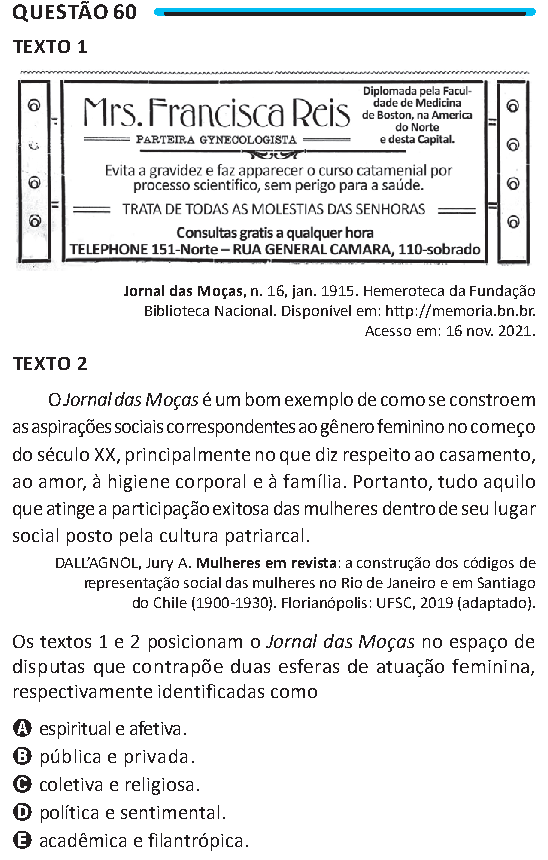 QUESTÃO 60
TEXTO 1
Mrs. Francisca Reis
Diplomada pela Facul-
dade de Medicina
de Boston, na America
do Norte
e desta Capital.
PARTEIRA GYNECOLOGISTA
Evita a gravidez e faz apparecer o curso catamenial por
processo scientifico, sem perigo para a saúde.
TRATA DE TODAS AS MOLESTIAS DAS SENHORAS
Consultas gratis a qualquer hora
TELEPHONE 151-Norte – RUA GENERAL CAMARA, 110-sobrado
Jornal das Moças, n. 16, jan. 1915. Hemeroteca da Fundação
Biblioteca Nacional. Disponível em: http://memoria.bn.br.
Acesso em: 16 nov. 2021.
TEXTO 2
O Jornal das Moças é um bom exemplo de como se constroem
as aspirações sociais correspondentes ao gênero feminino no começo
do século XX, principalmente no que diz respeito ao casamento,
ao amor, à higiene corporal e à família. Portanto, tudo aquilo
que atinge a participação exitosa das mulheres dentro de seu lugar
social posto pela cultura patriarcal.
DALL'AGNOL, Jury A. Mulheres em revista: a construção dos códigos de
representação social das mulheres no Rio de Janeiro e em Santiago
do Chile (1900-1930). Florianópolis: UFSC, 2019 (adaptado).
Os textos 1 e 2 posicionam o Jornal das Moças no espaço de
disputas que contrapõe duas esferas de atuação feminina,
respectivamente identificadas como
A espiritual e afetiva.
B pública e privada.
C coletiva e religiosa.
D política e sentimental.
E acadêmica e filantrópica.